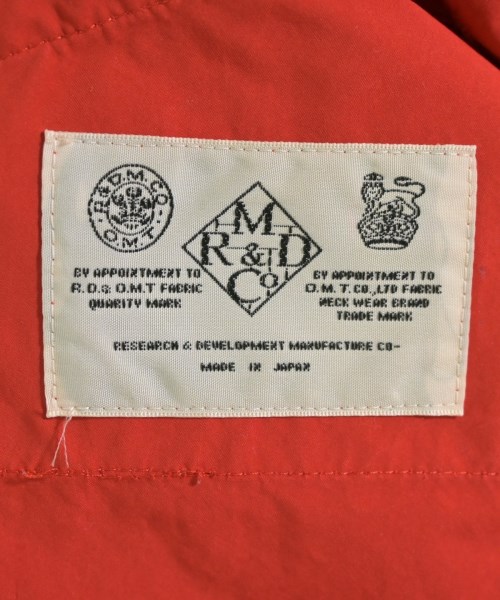 R.&D.M.CO.
O.M.T.
M
R & D
Co
BY APPOINTMENT TO
R.D.& O.M.T FABRIC
QUARITY MARK
BY APPOINTMENT TO
O.M.T.CO.,LTD FABRIC
NECK WEAR BRAND
TRADE MARK
RESEARCH & DEVELOPMENT MANUFACTURE CO-
MADE IN JAPAN